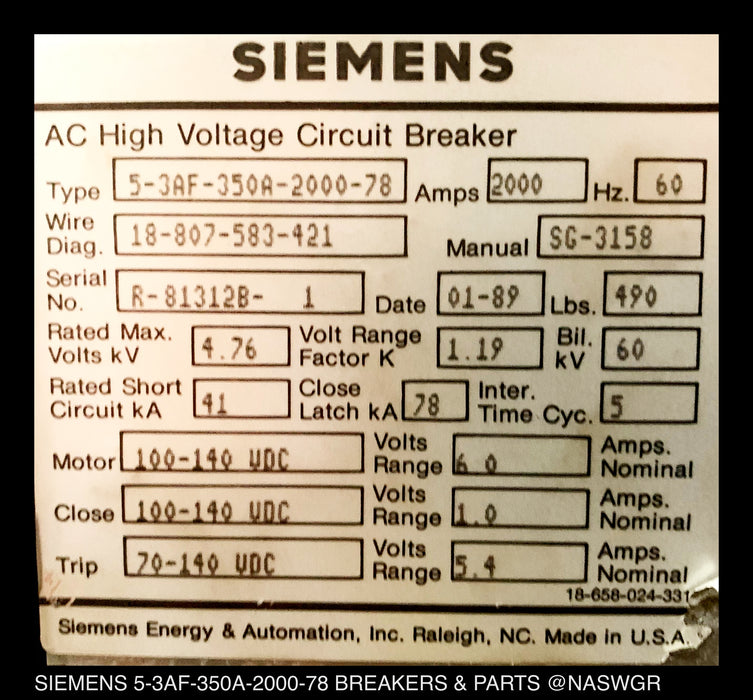 SIEMENS
AC High Voltage Circuit Breaker
Type 5-3AF-350A-2000-78 Amps 2000 Hz. 60
Wire Diag. 18-807-583-421 Manual SG-3158
Serial No. R-81312B- 1 Date 01-89 Lbs. 490
Rated Max. Volts kV 4.76 Volt Range Factor K 1.19 Bil. kV 60
Rated Short Circuit kA 41 Close Latch kA 78 Inter. Time Cyc. 5
Motor 100-140 VDC Volts Range 6 0 Amps. Nominal
Close 100-140 VDC Volts Range 1.0 Amps. Nominal
Trip 70-140 VDC Volts Range 5.4 Amps. Nominal
18-658-024-331
Siemens Energy & Automation, Inc. Raleigh, NC. Made in U.S.A.
SIEMENS 5-3AF-350A-2000-78 BREAKERS & PARTS @NASWGR